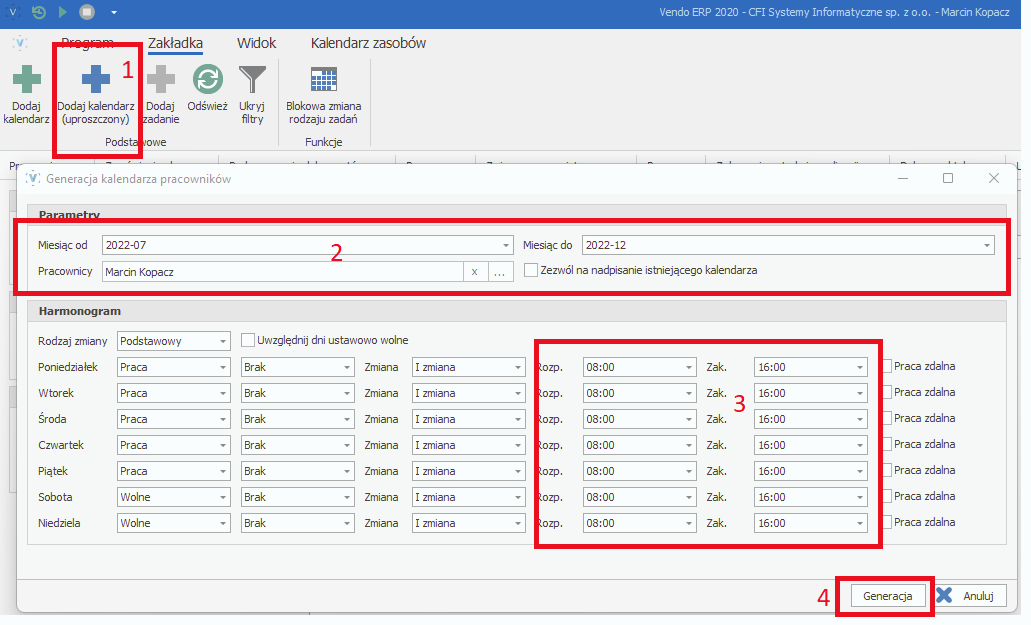 Vendo ERP 2020 - CFI Systemy Informatyczne sp. z o.o. - Marcin Kopacz
Program Zakładka Widok Kalendarz zasobów
1
Dodaj kalendarz
Dodaj kalendarz (uproszczony)
Dodaj zadanie
Odśwież
Ukryj filtry
Blokowa zmiana rodzaju zadań
Podstawowe Funkcje
Generacja kalendarza pracowników
Parametry
Miesiąc od 2022-07 2 Miesiąc do 2022-12
Pracownicy Marcin Kopacz x ... Zezwól na nadpisanie istniejącego kalendarza
Harmonogram
Rodzaj zmiany Podstawowy Uwzględnij dni ustawowo wolne
Poniedziałek Praca Brak Zmiana I zmiana Rozp. 08:00 Zak. 16:00 Praca zdalna
Wtorek Praca Brak Zmiana I zmiana Rozp. 08:00 Zak. 16:00 Praca zdalna
3
Środa Praca Brak Zmiana I zmiana Rozp. 08:00 Zak. 16:00 Praca zdalna
Czwartek Praca Brak Zmiana I zmiana Rozp. 08:00 Zak. 16:00 Praca zdalna
Piątek Praca Brak Zmiana I zmiana Rozp. 08:00 Zak. 16:00 Praca zdalna
Sobota Wolne Brak Zmiana I zmiana Rozp. 08:00 Zak. 16:00 Praca zdalna
Niedziela Wolne Brak Zmiana I zmiana Rozp. 08:00 Zak. 16:00 Praca zdalna
4 Generacja Anuluj